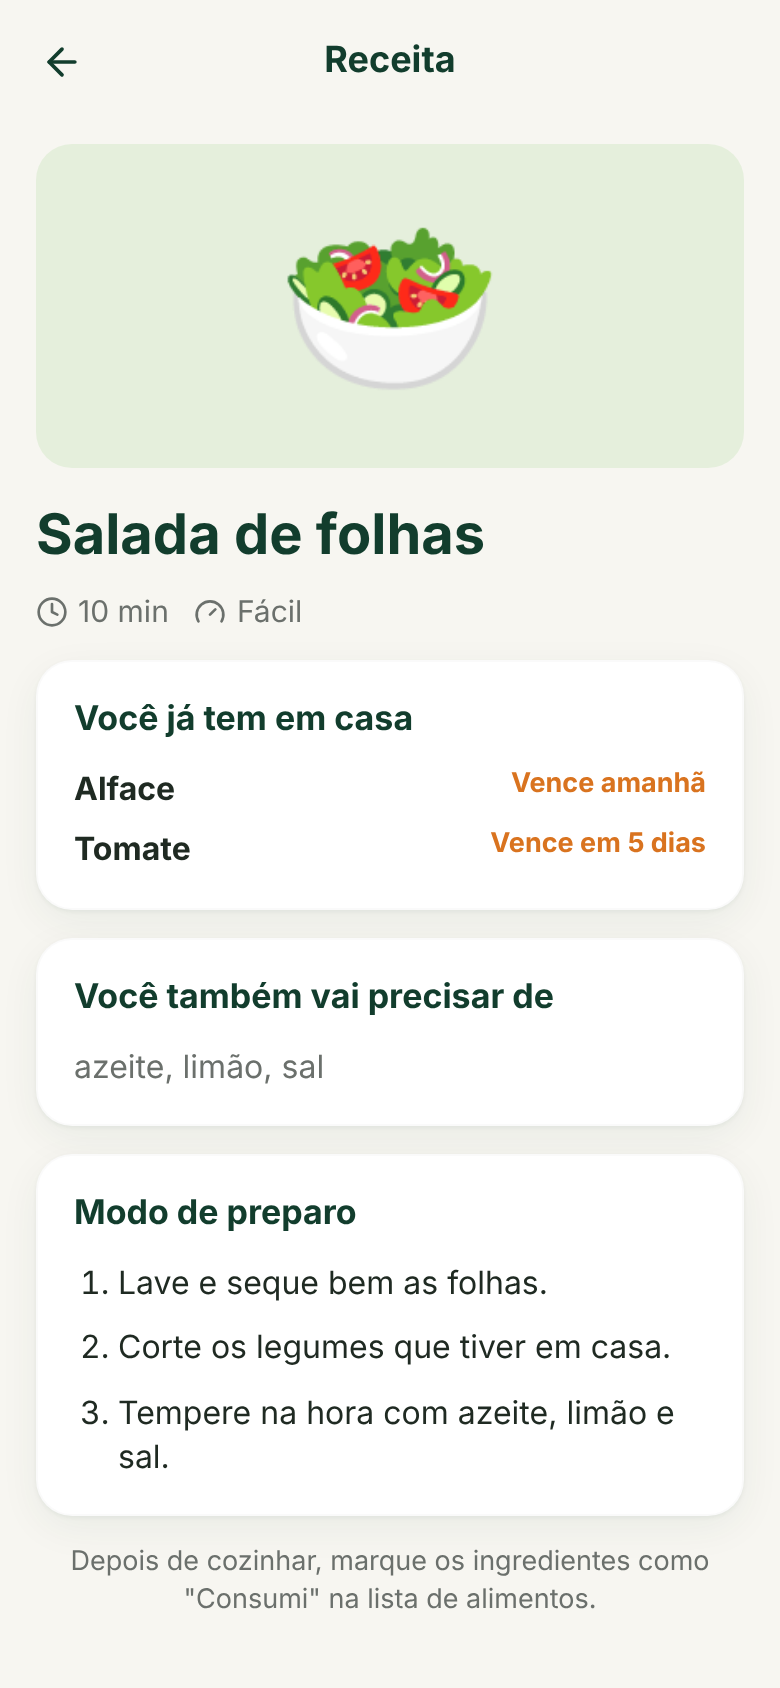 Receita
Salada de folhas
10 min Fácil
Você já tem em casa
Alface Vence amanhã
Tomate Vence em 5 dias
Você também vai precisar de
azeite, limão, sal
Modo de preparo
1. Lave e seque bem as folhas.
2. Corte os legumes que tiver em casa.
3. Tempere na hora com azeite, limão e
sal.
Depois de cozinhar, marque os ingredientes como
"Consumi" na lista de alimentos.